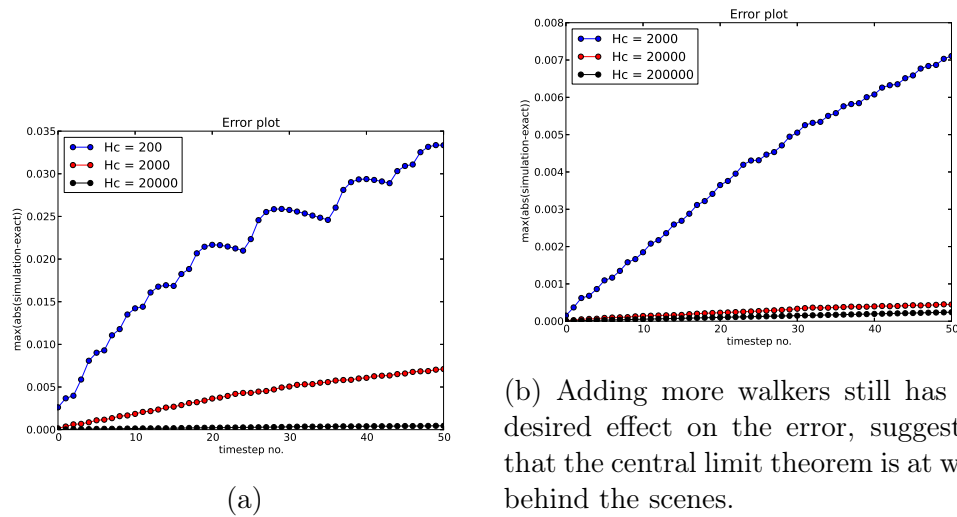 Error plot
Hc = 200
Hc = 2000
Hc = 20000
max(abs(simulation-exact))
0.035
0.030
0.025
0.020
0.015
0.010
0.005
0.000
0 10 20 30 40 50
timestep no.
(a)
Error plot
Hc = 2000
Hc = 20000
Hc = 200000
max(abs(simulation-exact))
0.008
0.007
0.006
0.005
0.004
0.003
0.002
0.001
0.000
0 10 20 30 40 50
timestep no.
(b) Adding more walkers still has
desired effect on the error, suggest
that the central limit theorem is at w
behind the scenes.